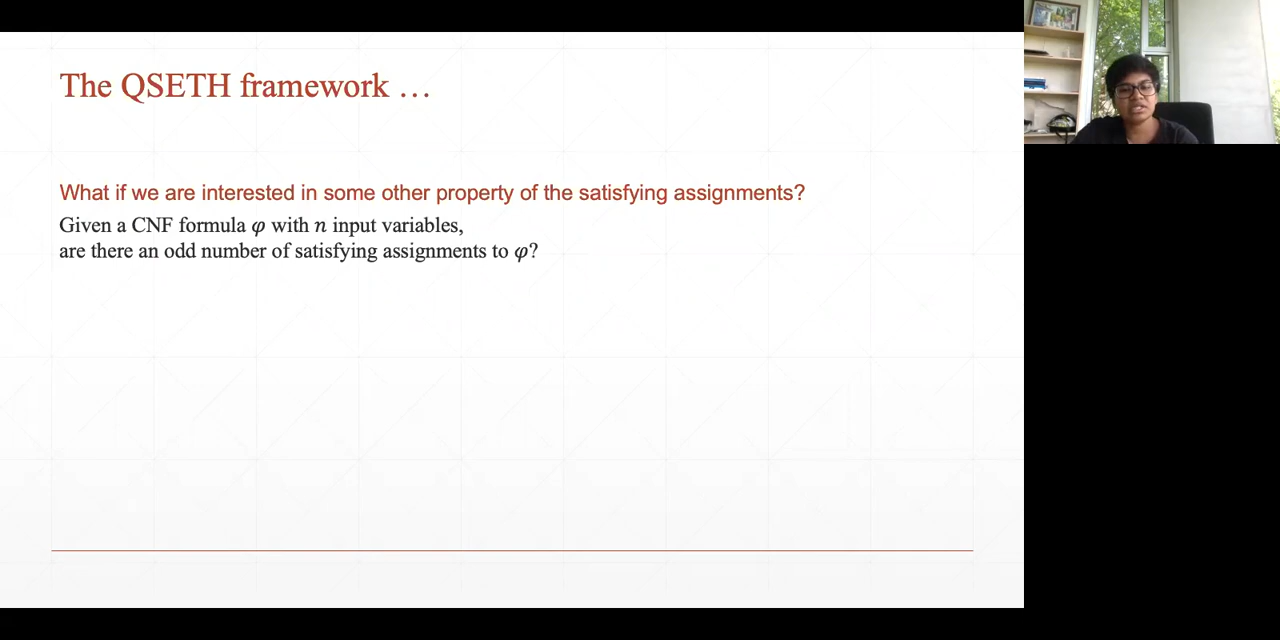 The QSETH framework …
What if we are interested in some other property of the satisfying assignments?
Given a CNF formula φ with n input variables,
are there an odd number of satisfying assignments to φ?